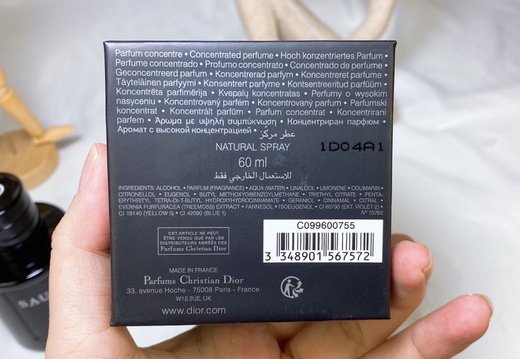 Parfum concentre • Concentrated perfume • Hoch konzentriertes Parfum
Perfume concentrado • Profumo concentrato • Concentrado de perfume •
Geconcentreerd parfum • Koncentrerad parfym • Koncentreret parfume •
Täyteläinen parfyymi • Konsentrert parfyme • Kontsentreeritud parfüüm •
Koncentrēta parfimērija • Kvepalų koncentratas • Perfumy o wysokim
nasyceniu • Koncentrovaný parfém • Koncentrovaný parfum • Parfumski
koncentrat • Koncentrált parfüm • Parfum concentrat • Koncentrirani
parfem • Άρωμα με υψηλή συμπύκνωση • Концентриран парфюм •
Аромат с высокой концентрацией • عطر مركز
NATURAL SPRAY
1D04A1
60 ml
للاستعمال الخارجي فقط
INGREDIENTS: ALCOHOL • PARFUM (FRAGRANCE) • AQUA (WATER) • LINALOOL • LIMONENE • COUMARIN
CITRONELLOL • EUGENOL • BUTYL METHOXYDIBENZOYLMETHANE • TRIETHYL CITRATE • PENTA-
ERYTHRITYL TETRA-DI-T-BUTYL HYDROXYHYDROCINNAMATE • GERANIOL • CINNAMAL • CITRAL
EVERNIA FURFURACEA (TREEMOSS) EXTRACT • FARNESOL • ISOEUGENOL • CI 60730 (EXT. VIOLET 2) •
CI 19140 (YELLOW 5) • CI 42090 (BLUE 1)
N° 15755
CET ARTICLE NE PEUT
ÊTRE VENDU QUE PAR LES
DISTRIBUTEURS AGRÉÉS DES
Parfums Christian Dior
C099600755
3 348901 567572
MADE IN FRANCE
Parfums Christian Dior
33, avenue Hoche - 75008 Paris - France
W1S 2UE, UK
www.dior.com
SAU